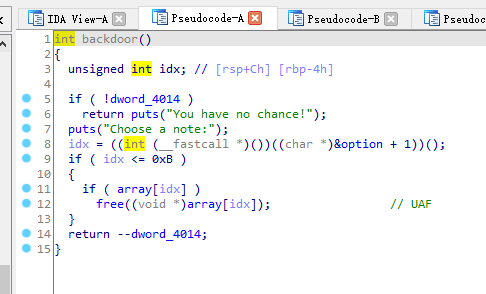 IDA View-A Pseudocode-A Pseudocode-B Pseudoco
1 int backdoor()
2 {
3 unsigned int idx; // [rsp+Ch] [rbp-4h]
4
5 if ( !dword_4014 )
6 return puts("You have no chance!");
7 puts("Choose a note:");
8 idx = ((int (__fastcall *)())((char *)&option + 1))();
9 if ( idx <= 0xB )
10 {
11 if ( array[idx] )
12 free((void *)array[idx]); // UAF
13 }
14 return --dword_4014;
15 }